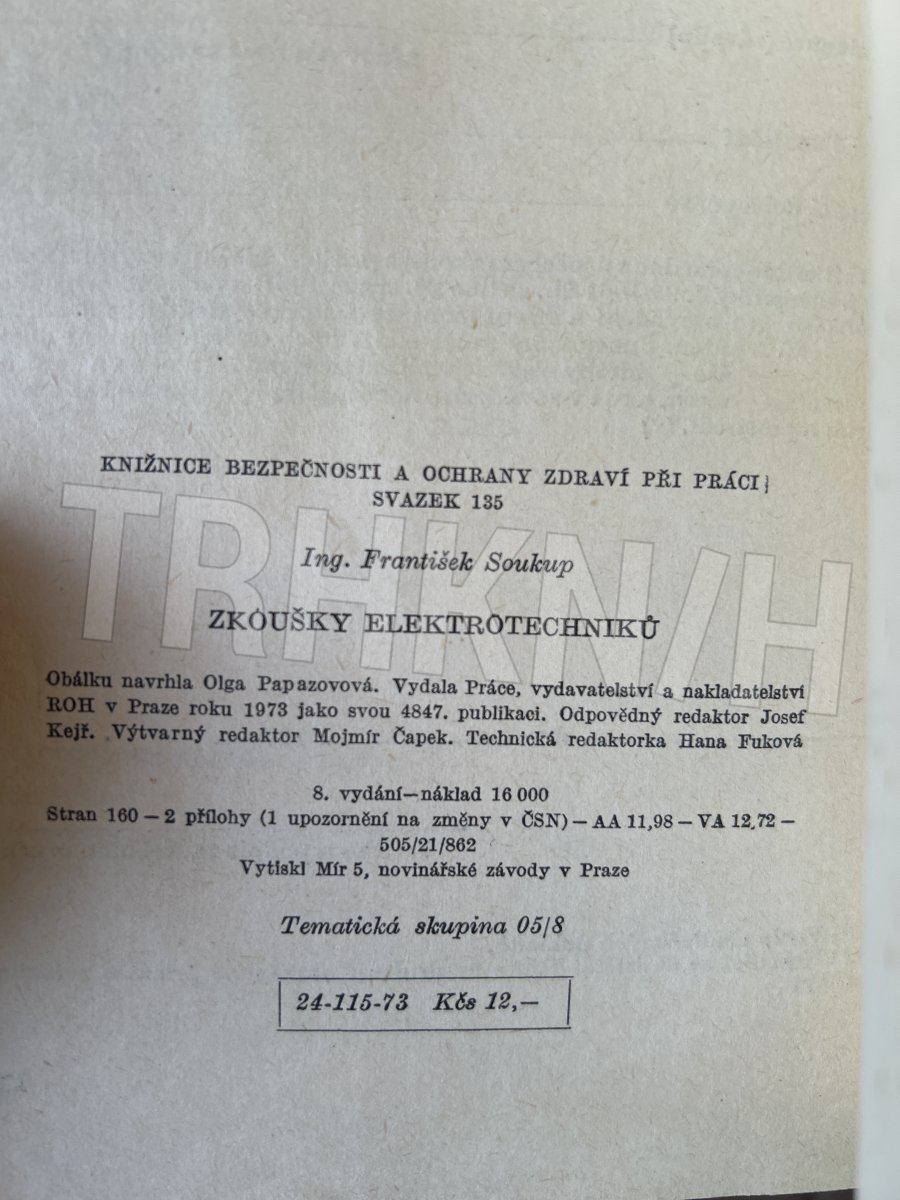 KNIŽNICE BEZPEČNOSTI A OCHRANY ZDRAVÍ PŘI PRÁCI
SVAZEK 135
Ing. František Soukup
TRHKNIH
ZKOUŠKY ELEKTROTECHNIKŮ
Obálku navrhla Olga Papazovová. Vydala Práce, vydavatelství a nakladatelství
ROH v Praze roku 1973 jako svou 4847. publikaci. Odpovědný redaktor Josef
Kejř. Výtvarný redaktor Mojmír Čapek. Technická redaktorka Hana Fuková
8. vydání—náklad 16 000
Stran 160 — 2 přílohy (1 upozornění na změny v ČSN) — AA 11,98 — VA 12,72 —
505/21/862
Vytiskl Mír 5, novinářské závody v Praze
Tematická skupina 05/8
24-115-73 Kčs 12,—